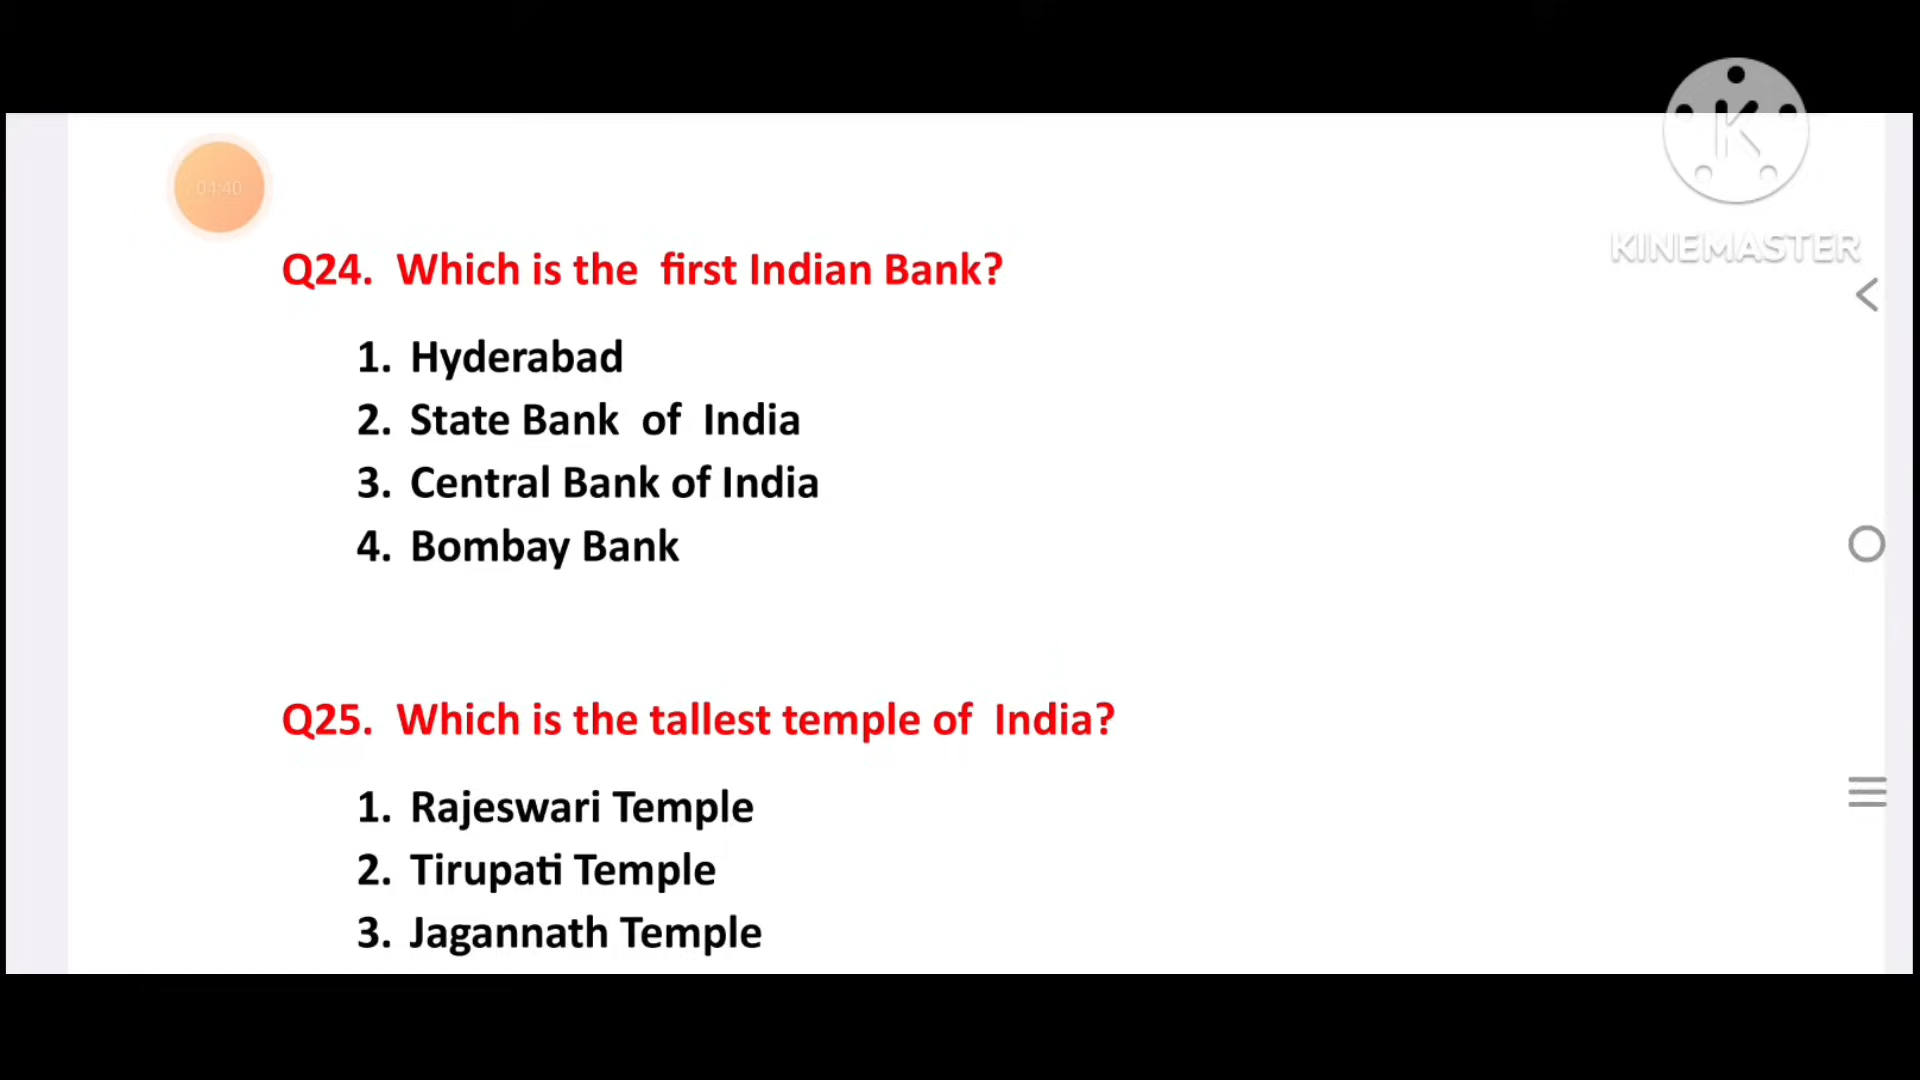 KINEMASTER
04:40
Q24. Which is the first Indian Bank?
1. Hyderabad
2. State Bank of India
3. Central Bank of India
4. Bombay Bank
Q25. Which is the tallest temple of India?
1. Rajeswari Temple
2. Tirupati Temple
3. Jagannath Temple